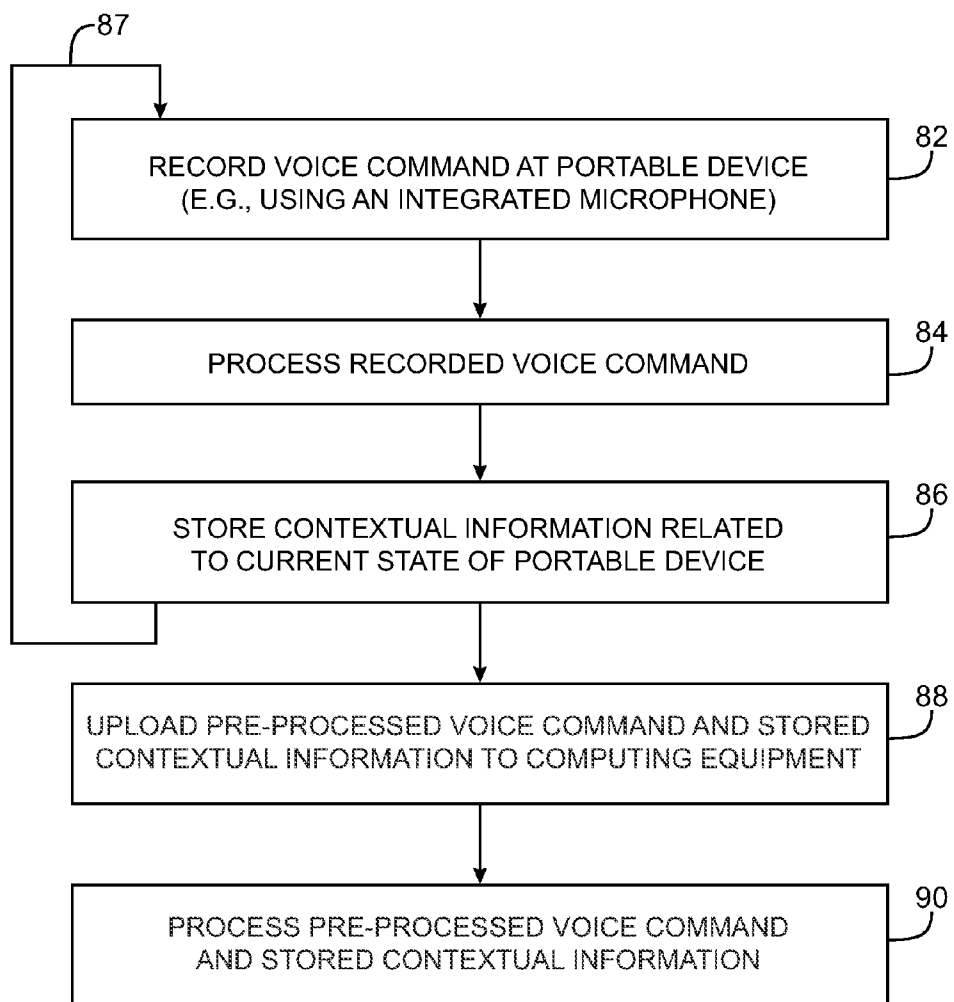 87
RECORD VOICE COMMAND AT PORTABLE DEVICE
(E.G., USING AN INTEGRATED MICROPHONE)
82
PROCESS RECORDED VOICE COMMAND
84
STORE CONTEXTUAL INFORMATION RELATED
TO CURRENT STATE OF PORTABLE DEVICE
86
UPLOAD PRE-PROCESSED VOICE COMMAND AND STORED
CONTEXTUAL INFORMATION TO COMPUTING EQUIPMENT
88
PROCESS PRE-PROCESSED VOICE COMMAND
AND STORED CONTEXTUAL INFORMATION
90